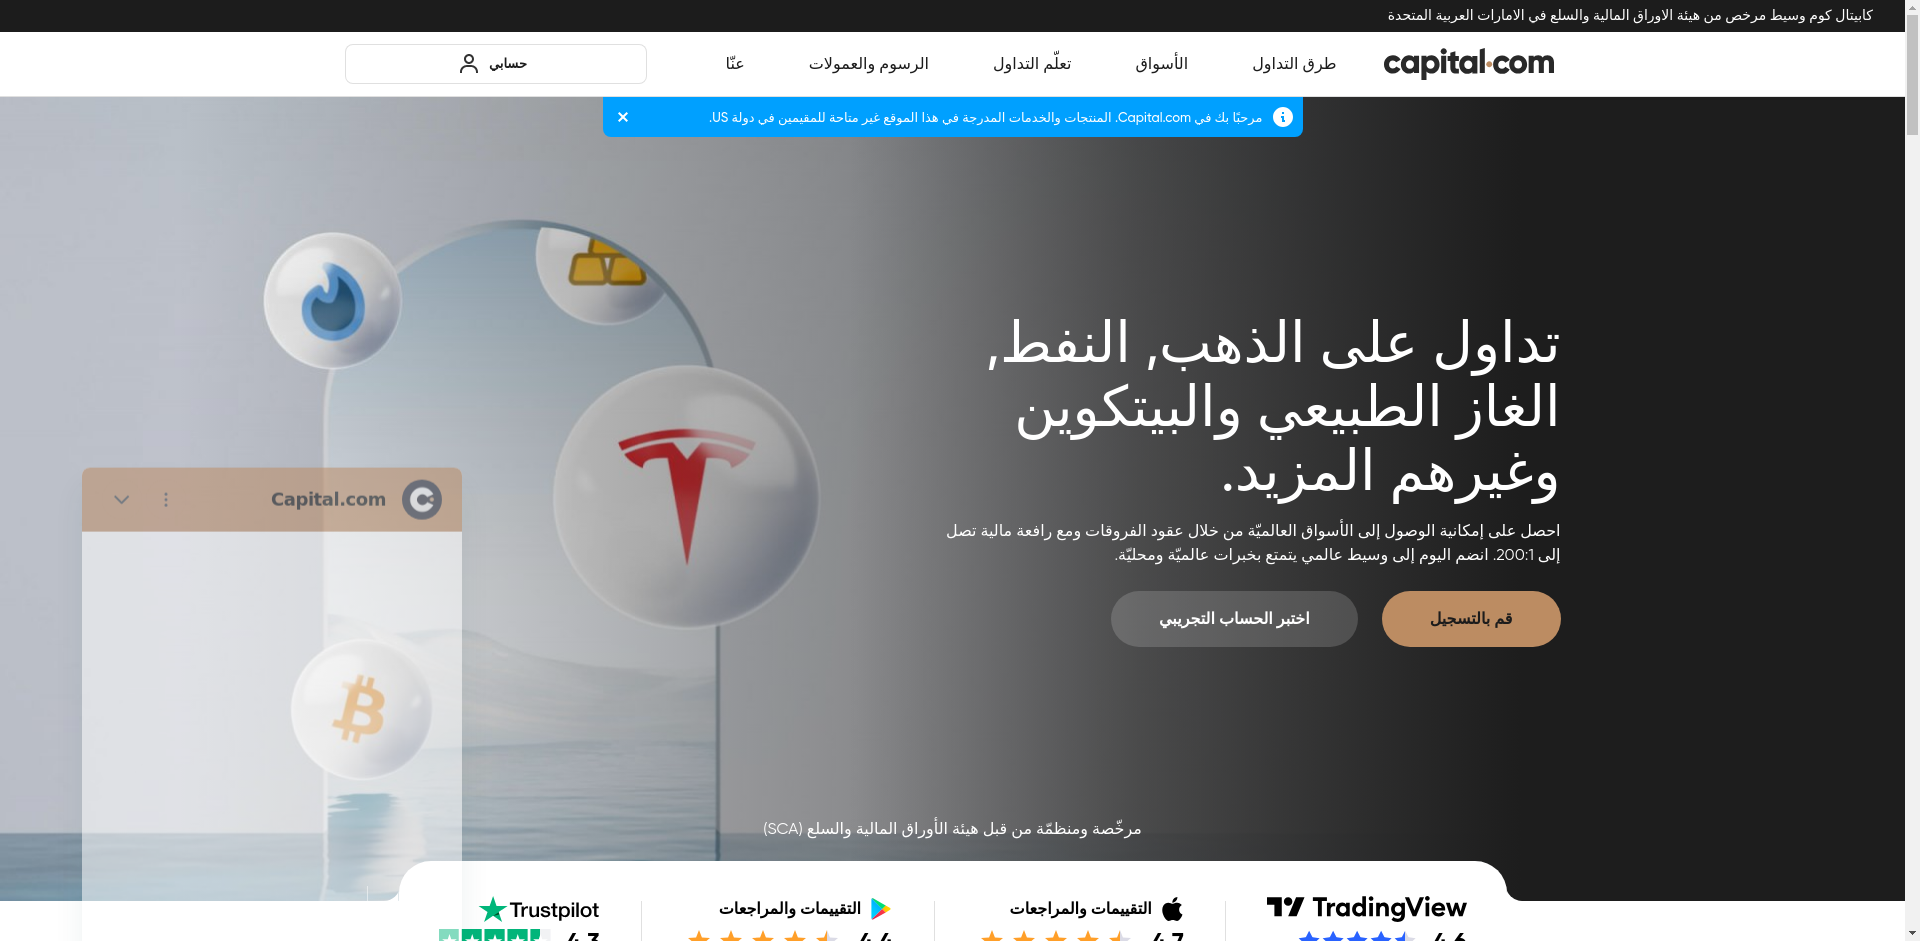 كابيتال كوم وسيط مرخص من هيئة الاوراق المالية والسلع في الامارات العربية المتحدة
capital.com
طرق التداول
الأسواق
تعلّم التداول
الرسوم والعمولات
عنّا
حسابي
مرحبًا بك في Capital.com. المنتجات والخدمات المدرجة في هذا الموقع غير متاحة للمقيمين في دولة US.
تداول على الذهب, النفط,
الغاز الطبيعي والبيتكوين
وغيرهم المزيد.
احصل على إمكانية الوصول إلى الأسواق العالميّة من خلال عقود الفروقات ومع رافعة مالية تصل
إلى 200:1. انضم اليوم إلى وسيط عالمي يتمتع بخبرات عالميّة ومحليّة.
قم بالتسجيل
اختبر الحساب التجريبي
Capital.com
مرخّصة ومنظمّة من قبل هيئة الأوراق المالية والسلع (SCA)
TradingView
4.6
التقييمات والمراجعات
4.7
التقييمات والمراجعات
4.4
Trustpilot
4.3